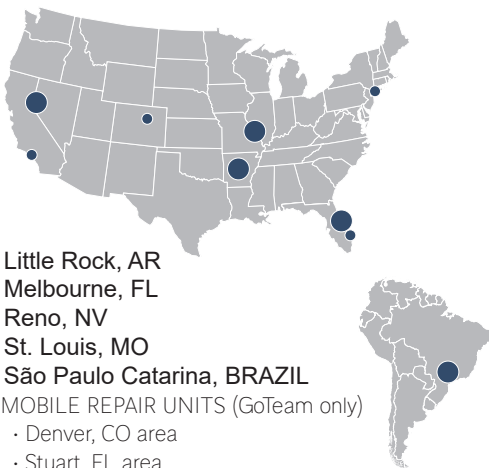 Little Rock, AR
Melbourne, FL
Reno, NV
St. Louis, MO
São Paulo Catarina, BRAZIL
MOBILE REPAIR UNITS (GoTeam only)
· Denver, CO area
· Stuart, FL area